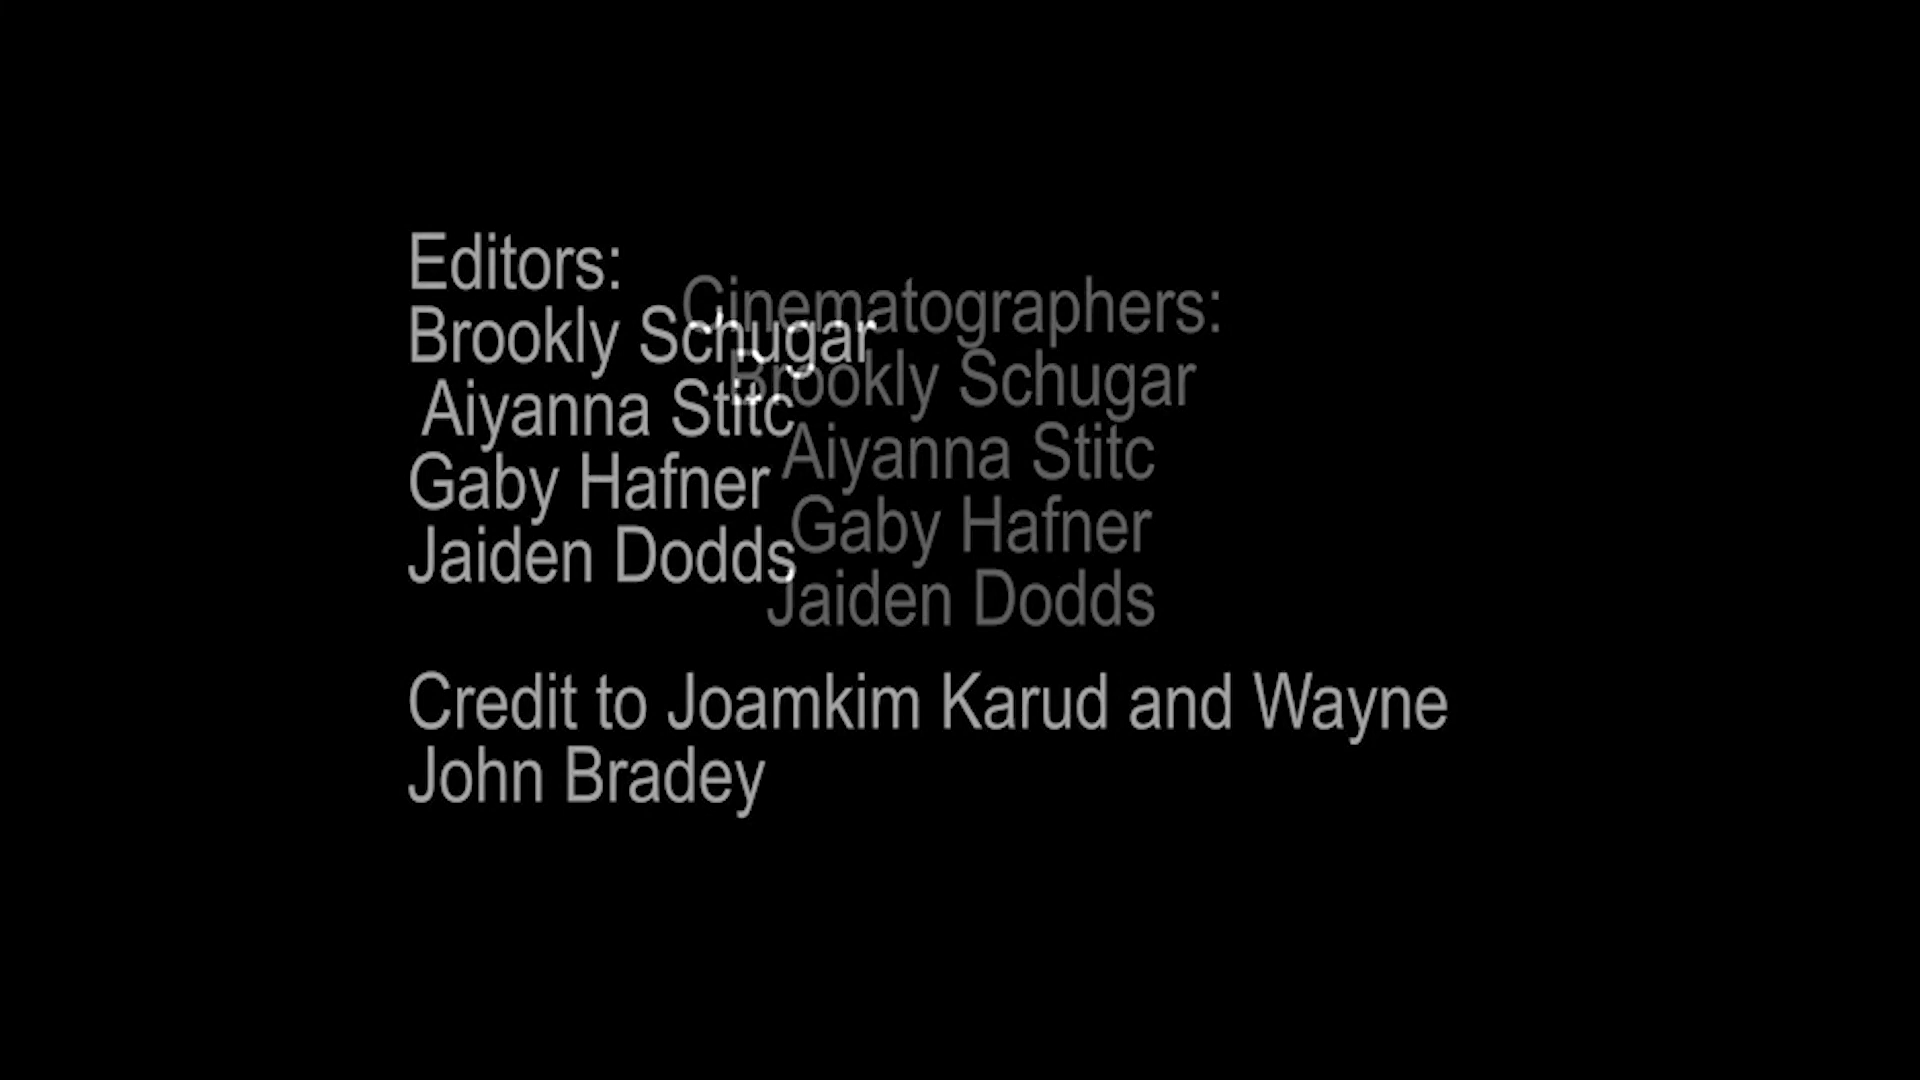 Editors:
Brookly Schugar
Aiyanna Stitc
Gaby Hafner
Jaiden Dodds
Credit to Joamkim Karud and Wayne
John Bradey
Cinematographers:
Brookly Schugar
Aiyanna Stitc
Gaby Hafner
Jaiden Dodds